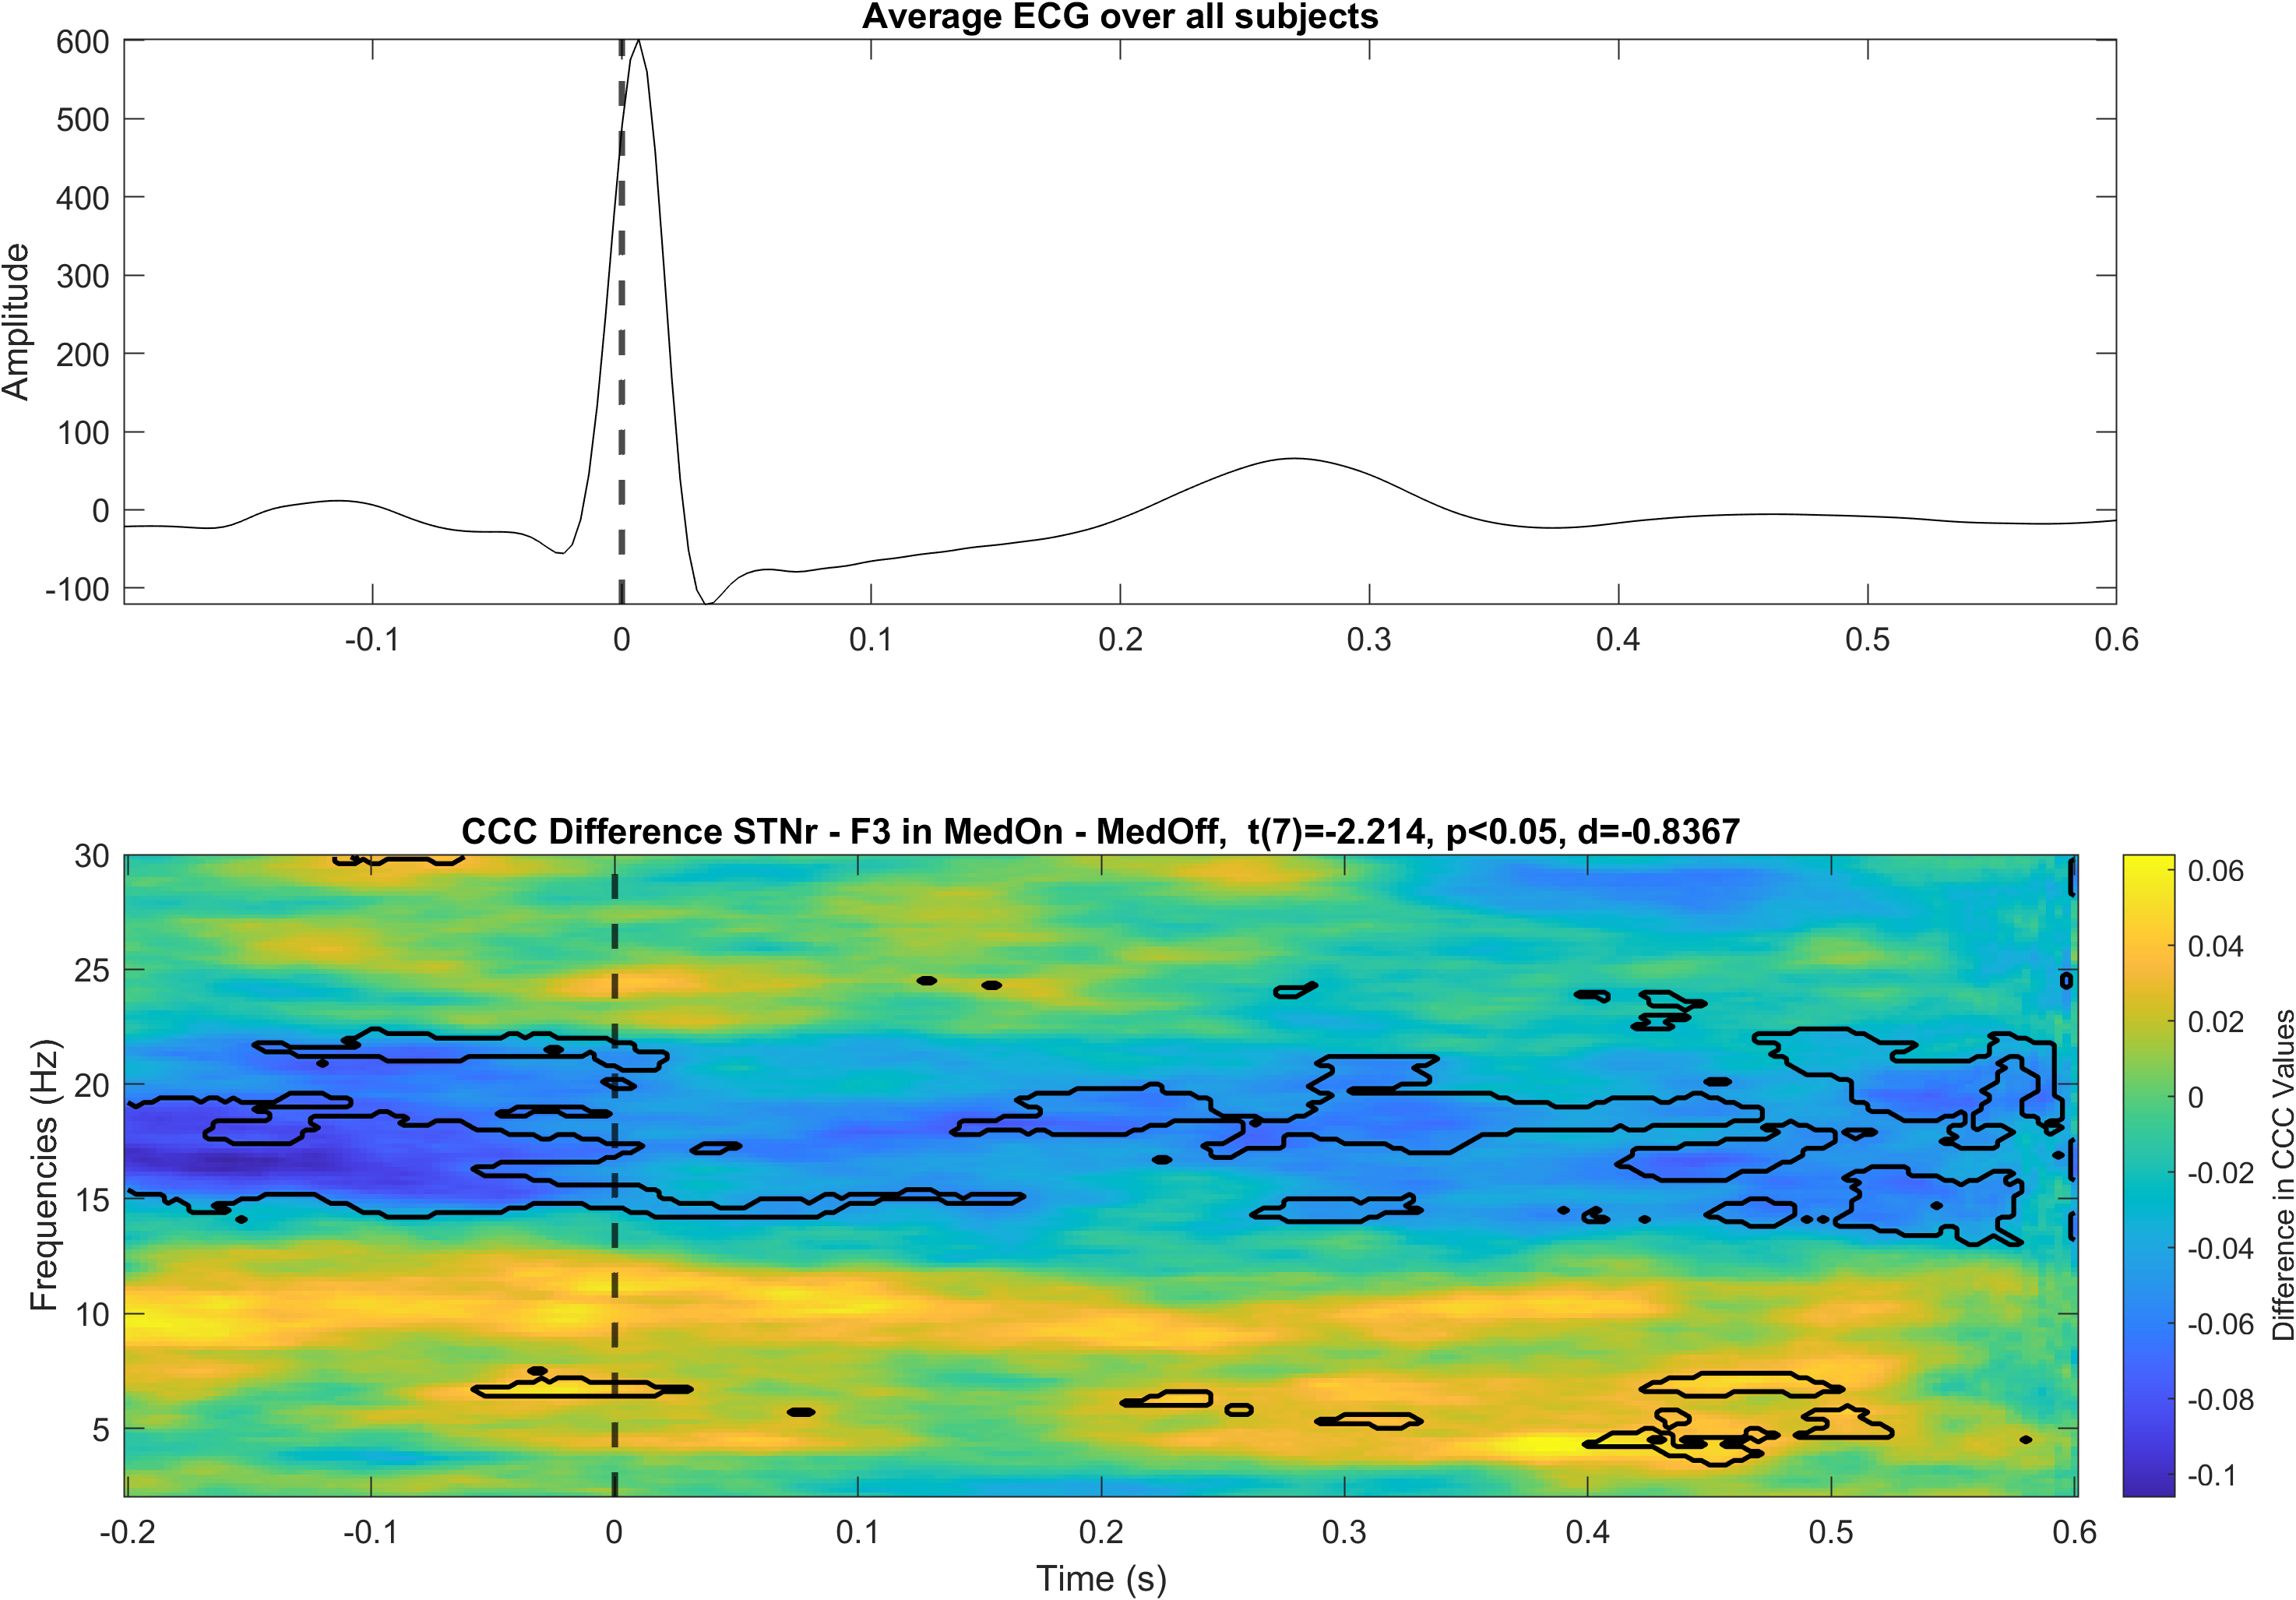 Average ECG over all subjects
600
500
400
300
200
100
0
-100
Amplitude
-0.1 0 0.1 0.2 0.3 0.4 0.5 0.6
CCC Difference STNr - F3 in MedOn - MedOff, t(7)=-2.214, p<0.05, d=-0.8367
30
25
20
15
10
5
Frequencies (Hz)
-0.2 -0.1 0 0.1 0.2 0.3 0.4 0.5 0.6
Time (s)
0.06
0.04
0.02
0
-0.02
-0.04
-0.06
-0.08
-0.1
Difference in CCC Values